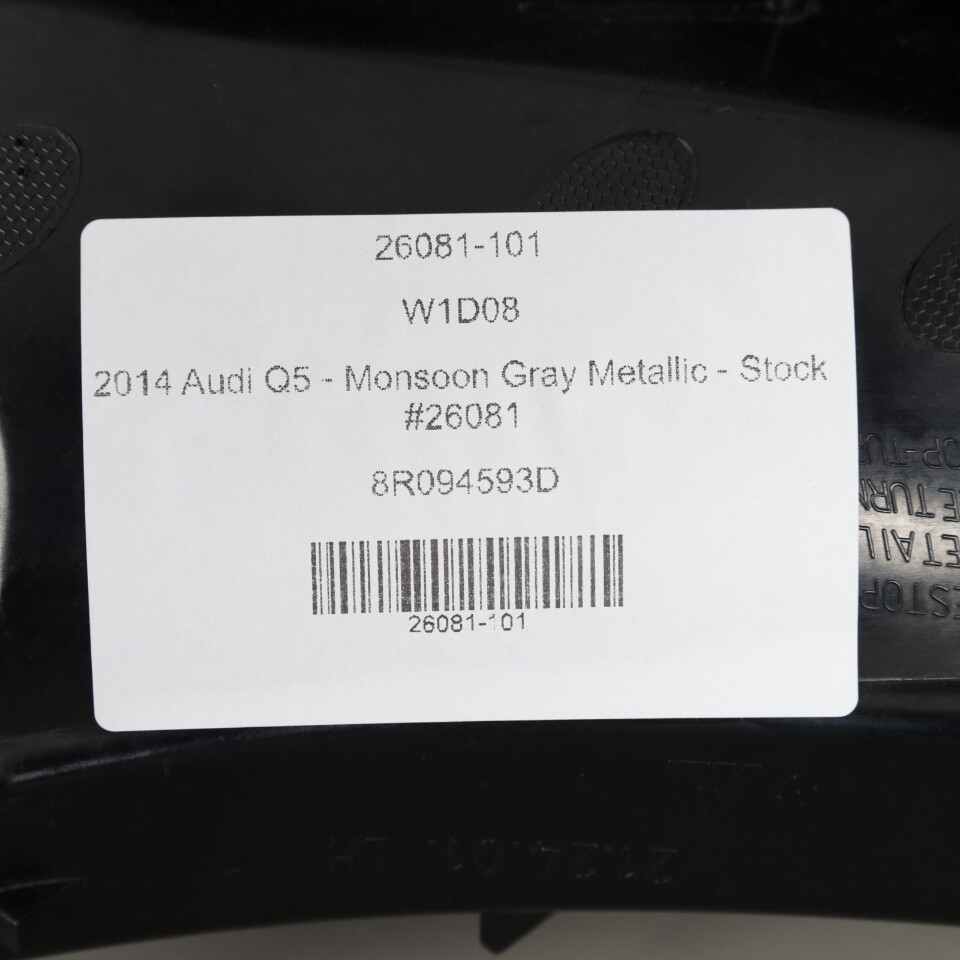 26081-101
W1D08
2014 Audi Q5 - Monsoon Gray Metallic - Stock
#26081
8R094593D
26081-101